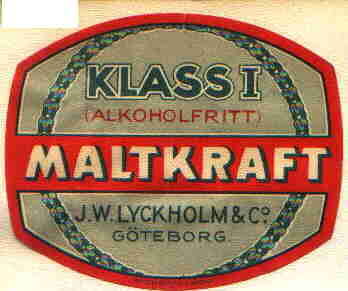 KLASS I
(ALKOHOLFRITT)
MALTKRAFT
J.W. LYCKHOLM & Cº
GÖTEBORG.